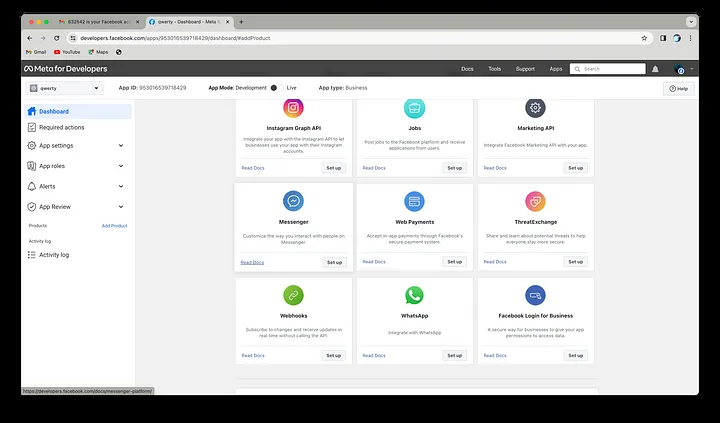 632542 is your Facebook acc
qwerty - Dashboard - Meta f
developers.facebook.com/apps/953016539718429/dashboard/#addProduct
Gmail
YouTube
Maps
Meta for Developers
Docs
Tools
Support
Apps
Search
qwerty
App ID: 953016539718429
App Mode: Development
Live
App type: Business
Help
Dashboard
Required actions
App settings
App roles
Alerts
App Review
Products
Add Product
Activity log
Activity log
Instagram Graph API
Integrate your app with the Instagram API to let
businesses use your app with their Instagram
accounts.
Read Docs
Set up
Jobs
Post jobs to the Facebook platform and receive
applications from users.
Read Docs
Set up
Marketing API
Integrate Facebook Marketing API with your app.
Read Docs
Set up
Messenger
Customize the way you interact with people on
Messenger.
Read Docs
Set up
Web Payments
Accept in-app payments through Facebook's
secure payment system.
Read Docs
Set up
ThreatExchange
Share and learn about potential threats to help
everyone stay more secure.
Read Docs
Set up
Webhooks
Subscribe to changes and receive updates in
real time without calling the API.
Read Docs
Set up
WhatsApp
Integrate with WhatsApp
Read Docs
Set up
Facebook Login for Business
A secure way for businesses to give your app
permissions to access data.
Read Docs
Set up
https://developers.facebook.com/docs/messenger-platform/